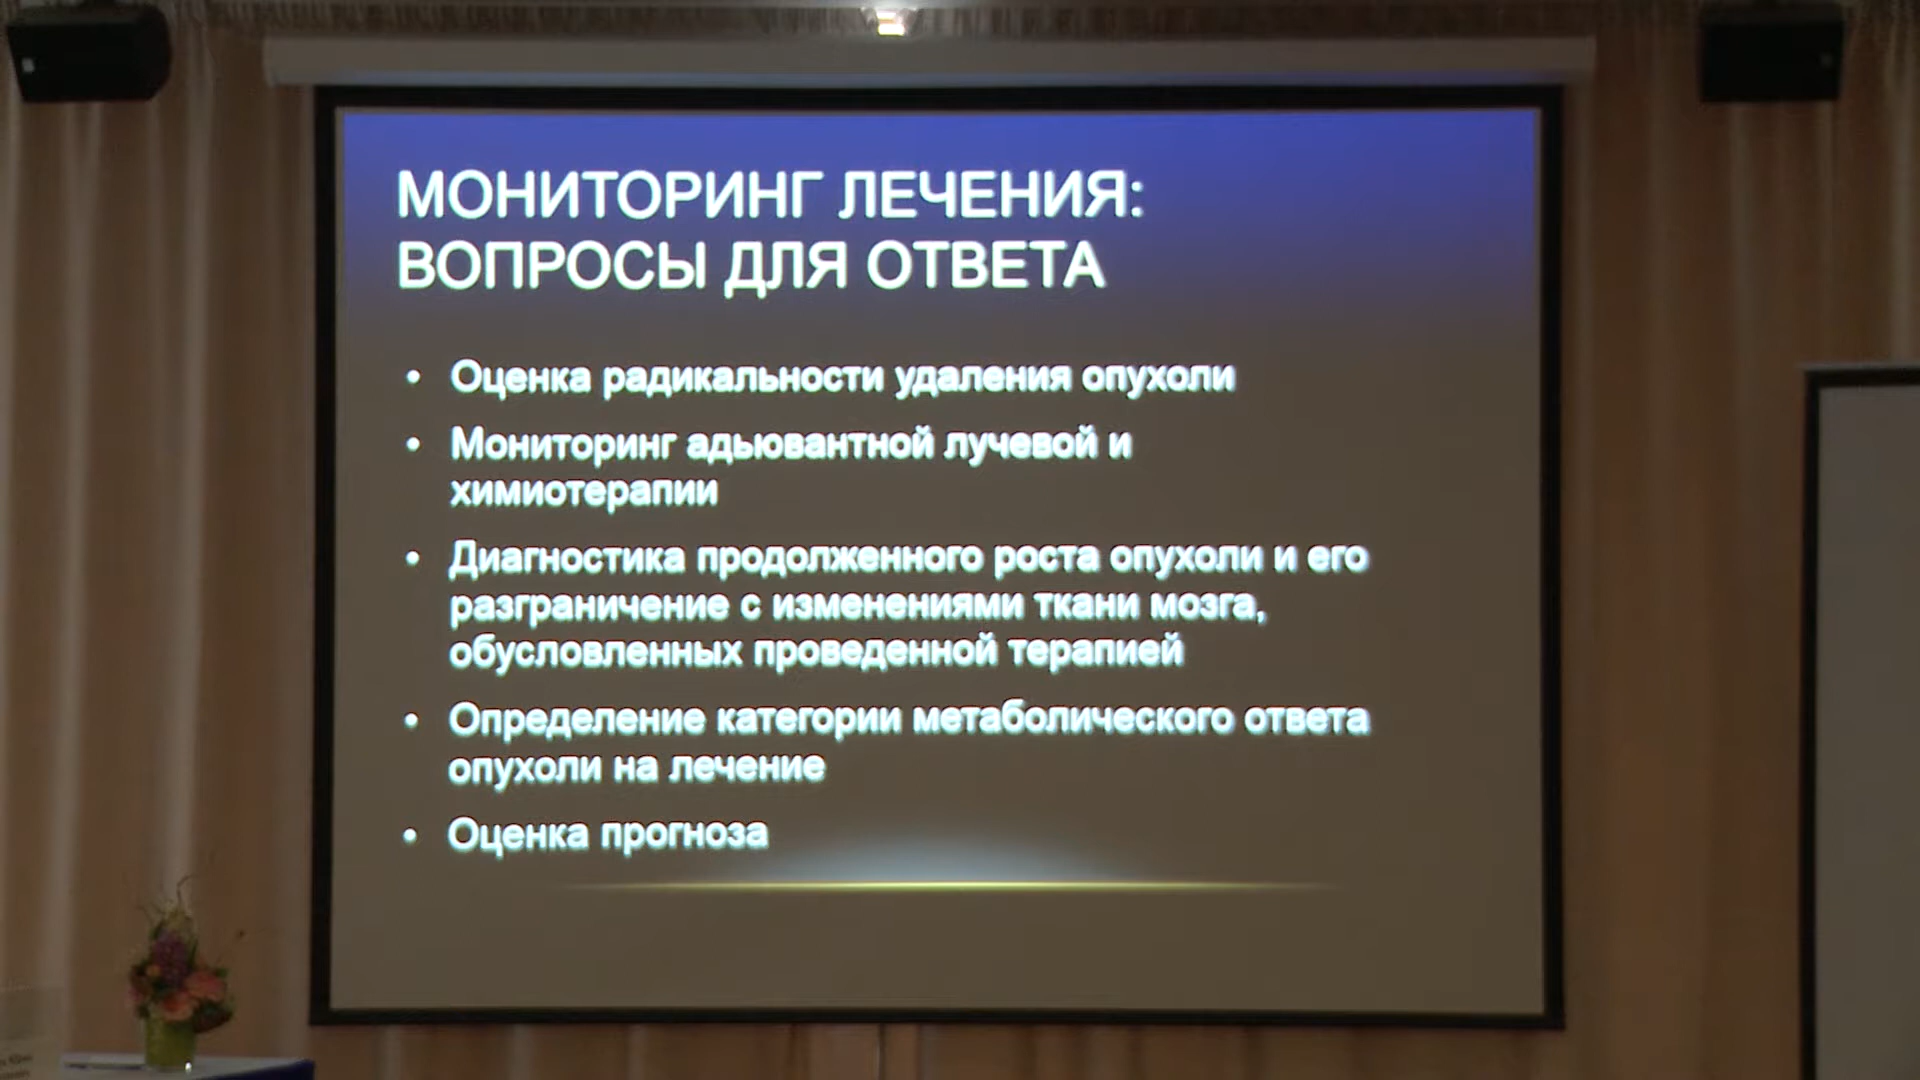 МОНИТОРИНГ ЛЕЧЕНИЯ:
ВОПРОСЫ ДЛЯ ОТВЕТА
• Оценка радикальности удаления опухоли
• Мониторинг адьювантной лучевой и
химиотерапии
• Диагностика продолженного роста опухоли и его
разграничение с изменениями ткани мозга,
обусловленных проведенной терапией
• Определение категории метаболического ответа
опухоли на лечение
• Оценка прогноза